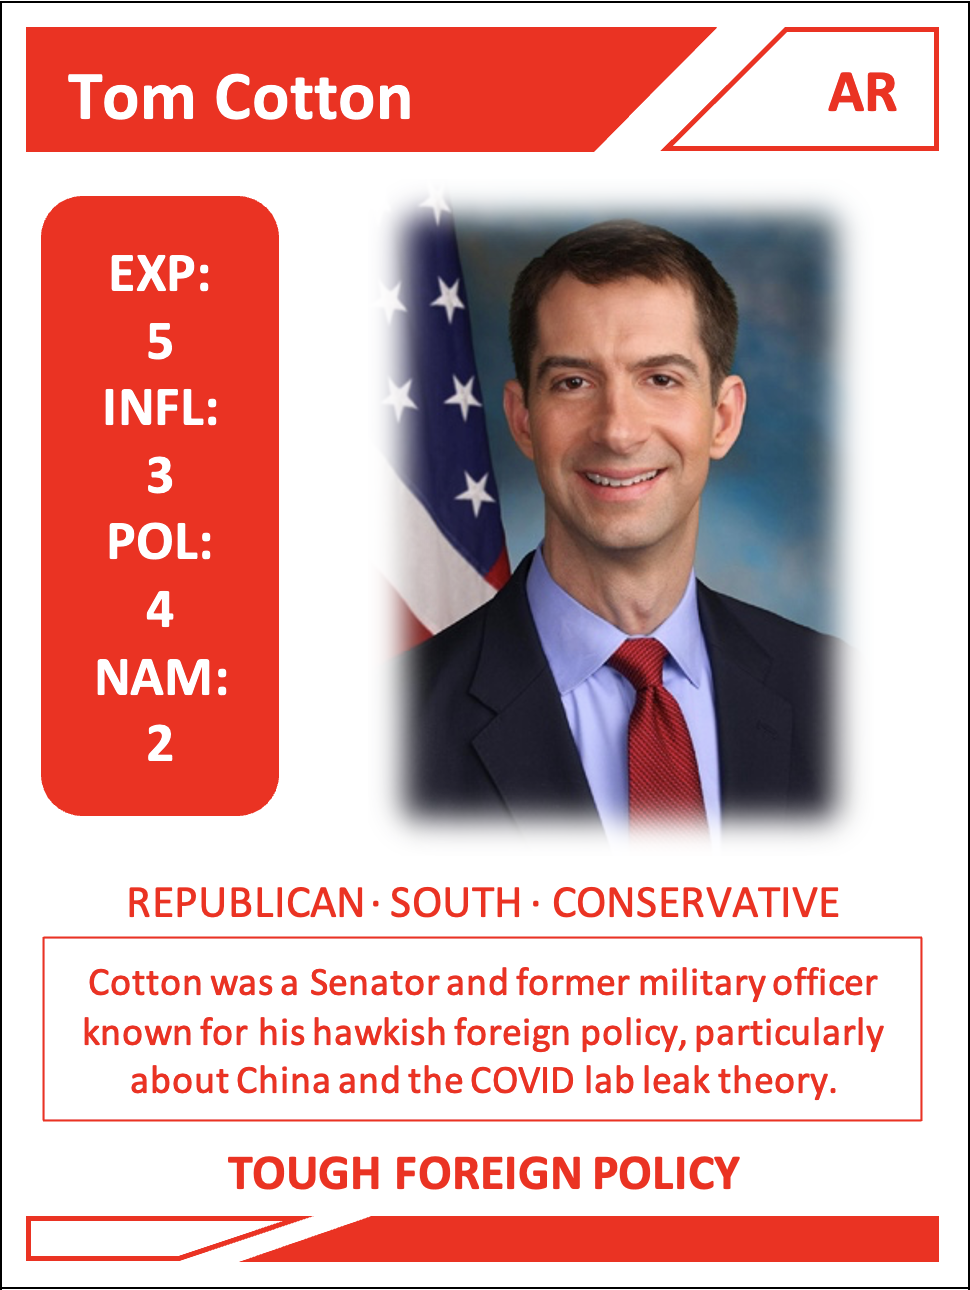 Tom Cotton
AR
EXP:
5
INFL:
3
POL:
4
NAM:
2
REPUBLICAN · SOUTH · CONSERVATIVE
Cotton was a Senator and former military officer
known for his hawkish foreign policy, particularly
about China and the COVID lab leak theory.
TOUGH FOREIGN POLICY